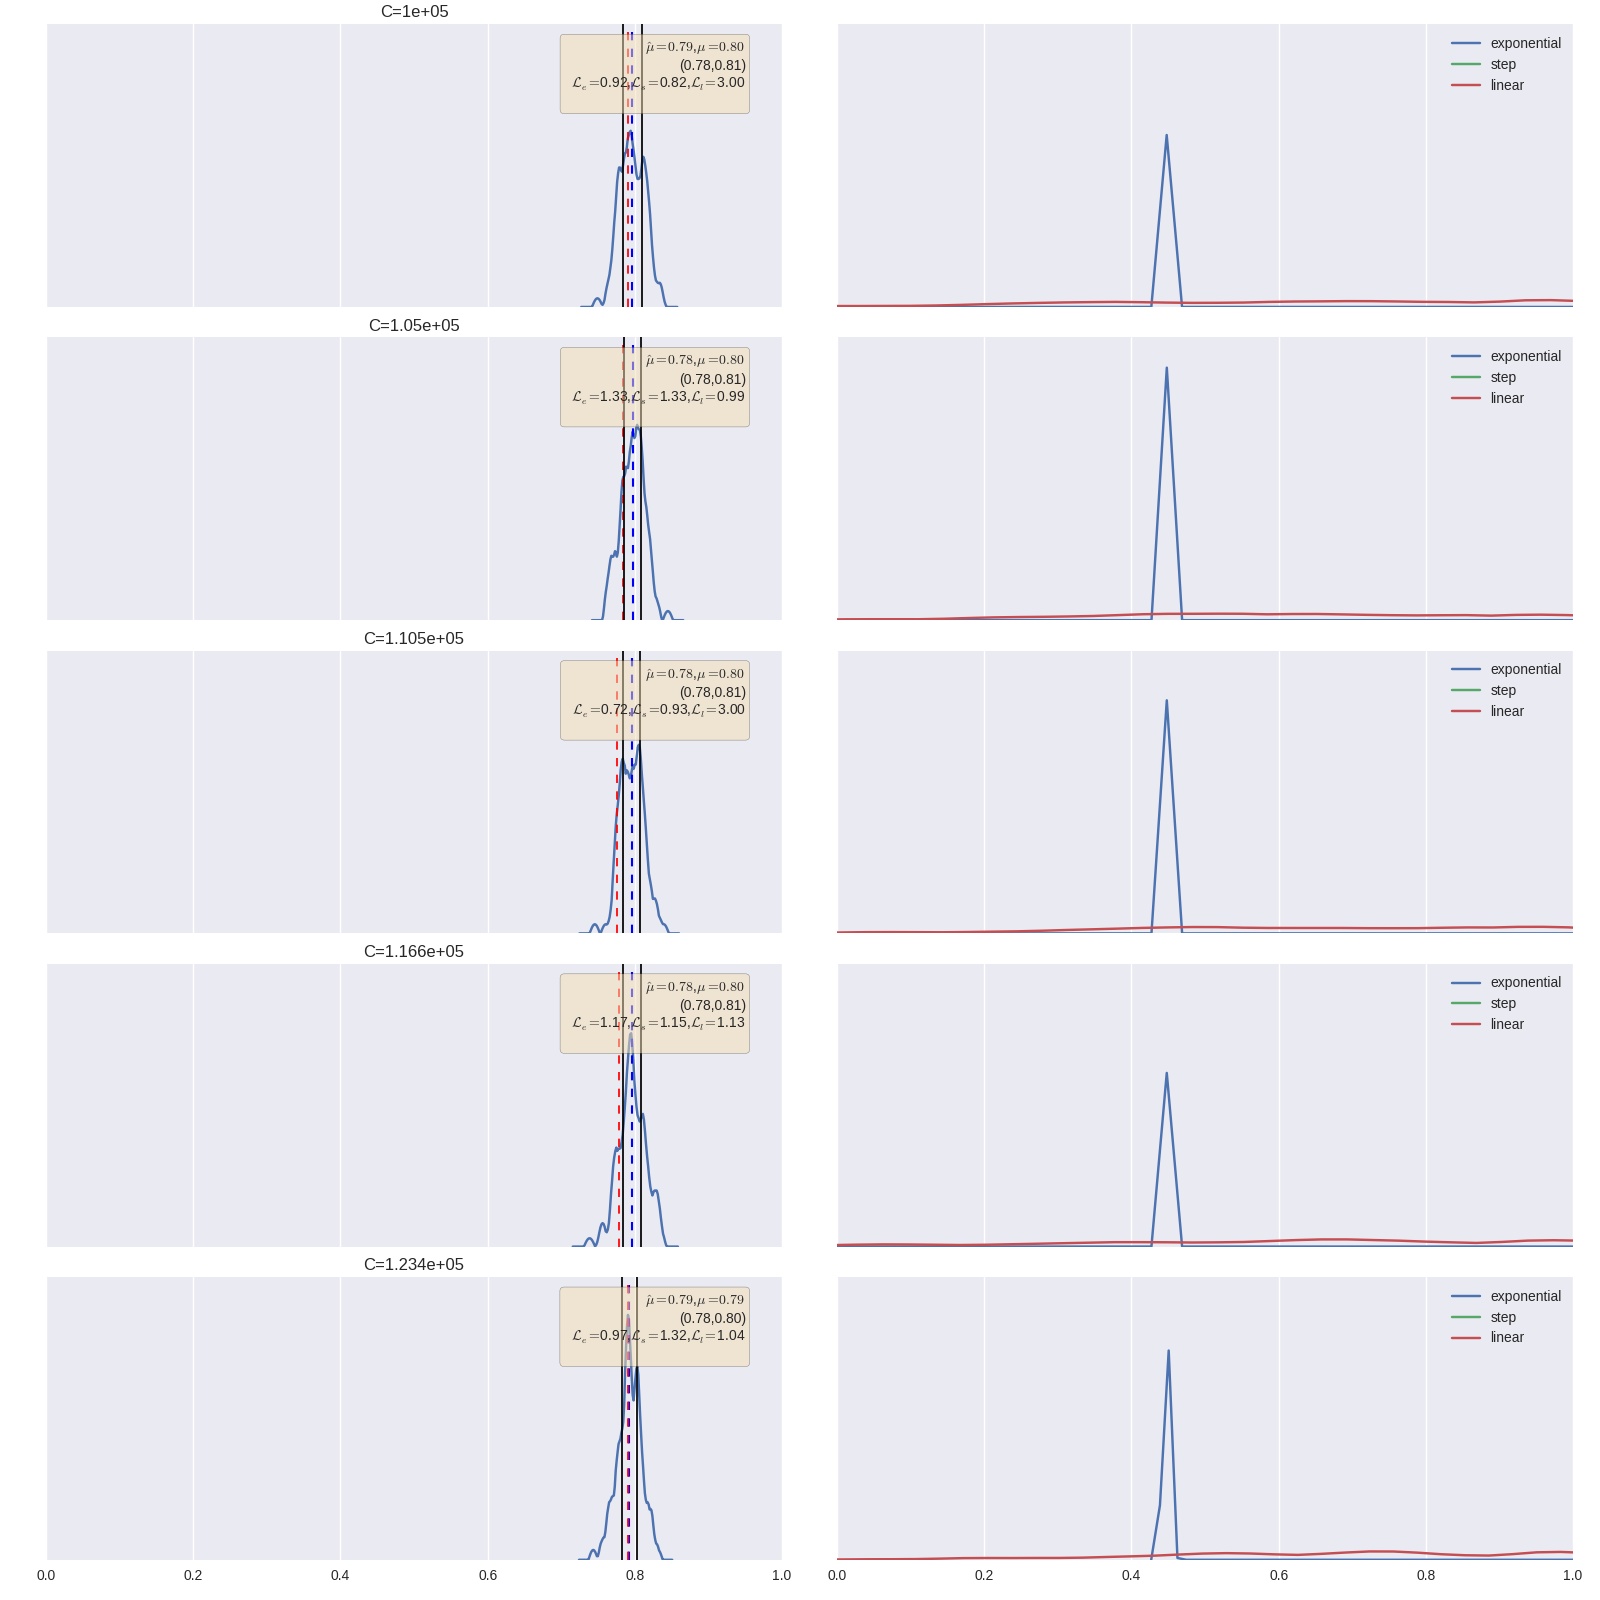 C=1e+05
μ̂=0.79,μ=0.80
(0.78,0.81)
ℒₑ=0.92,ℒₛ=0.82,ℒₗ=3.00
exponential
step
linear
C=1.05e+05
μ̂=0.78,μ=0.80
(0.78,0.81)
ℒₑ=1.33,ℒₛ=1.33,ℒₗ=0.99
exponential
step
linear
C=1.105e+05
μ̂=0.78,μ=0.80
(0.78,0.81)
ℒₑ=0.72,ℒₛ=0.93,ℒₗ=3.00
exponential
step
linear
C=1.166e+05
μ̂=0.78,μ=0.80
(0.78,0.81)
ℒₑ=1.17,ℒₛ=1.15,ℒₗ=1.13
exponential
step
linear
C=1.234e+05
μ̂=0.79,μ=0.79
(0.78,0.80)
ℒₑ=0.97,ℒₛ=1.32,ℒₗ=1.04
exponential
step
linear
0.0 0.2 0.4 0.6 0.8 1.0
0.0 0.2 0.4 0.6 0.8 1.0